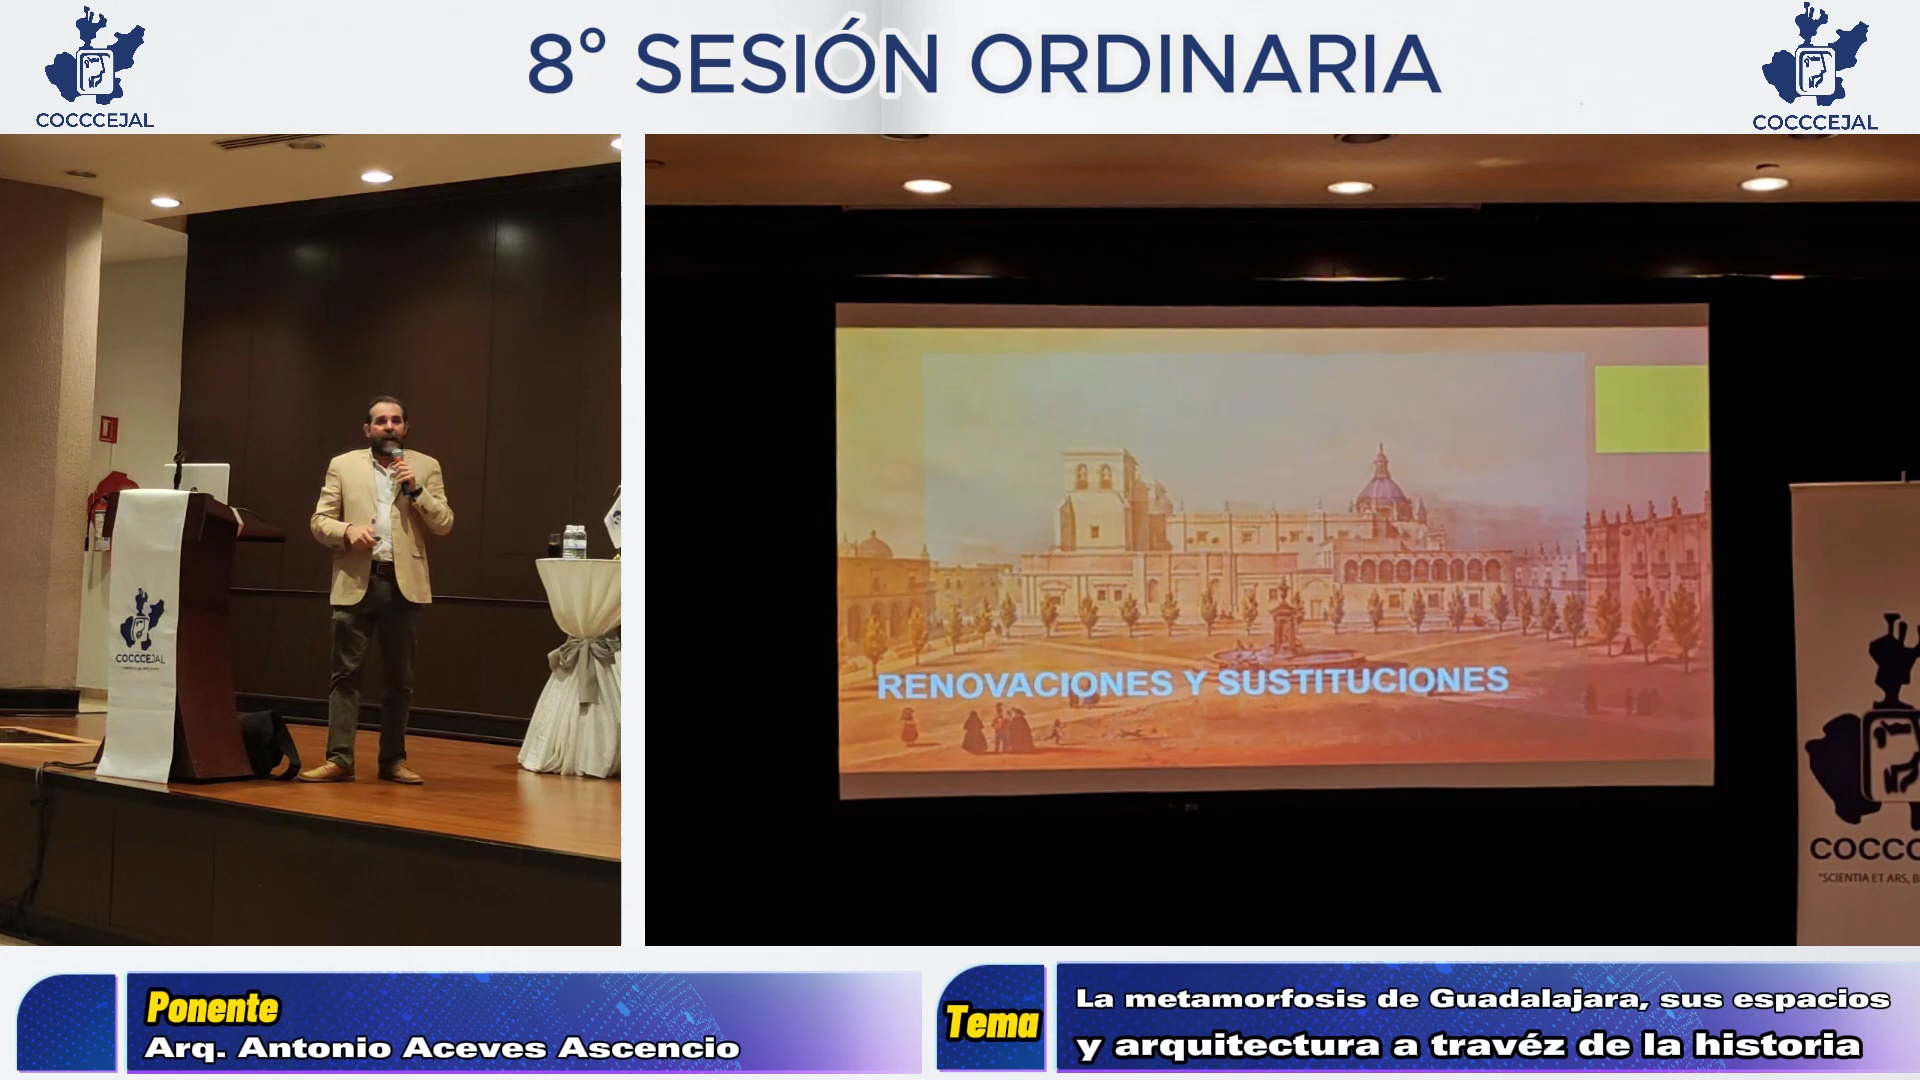 8° SESIÓN ORDINARIA
COCCCEJAL
COCCCEJAL
COCCCEJAL
RENOVACIONES Y SUSTITUCIONES
COCCC
"SCIENTIA ET ARS, B
Ponente
Arq. Antonio Aceves Ascencio
Tema
La metamorfosis de Guadalajara, sus espacios
y arquitectura a travéz de la historia